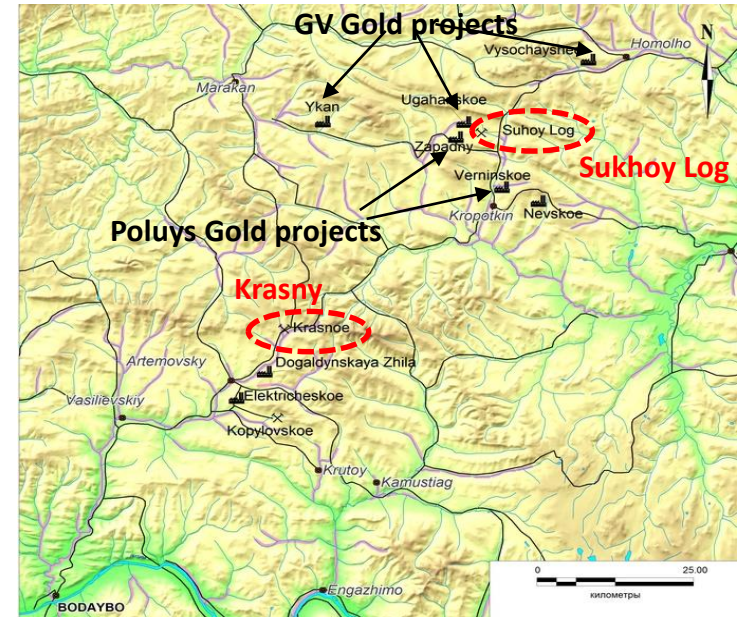 GV Gold projects
N
Vysochayshee
Homolho
Marakan
Ykan
Ugahanskoe
Suhoy Log
Zapadny
Sukhoy Log
Verninskoe
Kropotkin
Nevskoe
Poluys Gold projects
Krasny
Krasnoe
Artemovsky
Dogaldynskaya Zhila
Vasilievskiy
Elektricheskoe
Kopylovskoe
Krutoy
Kamustiag
0 25.00
километры
Engazhimo
BODAYBO